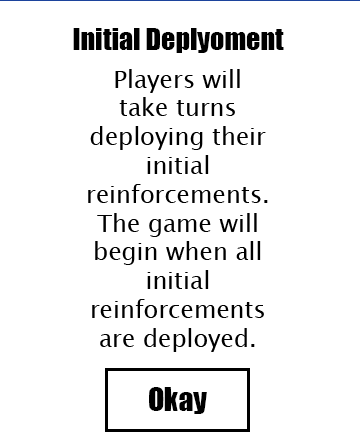 Initial Deplyoment
Players will
take turns
deploying their
initial
reinforcements.
The game will
begin when all
initial
reinforcements
are deployed.
Okay